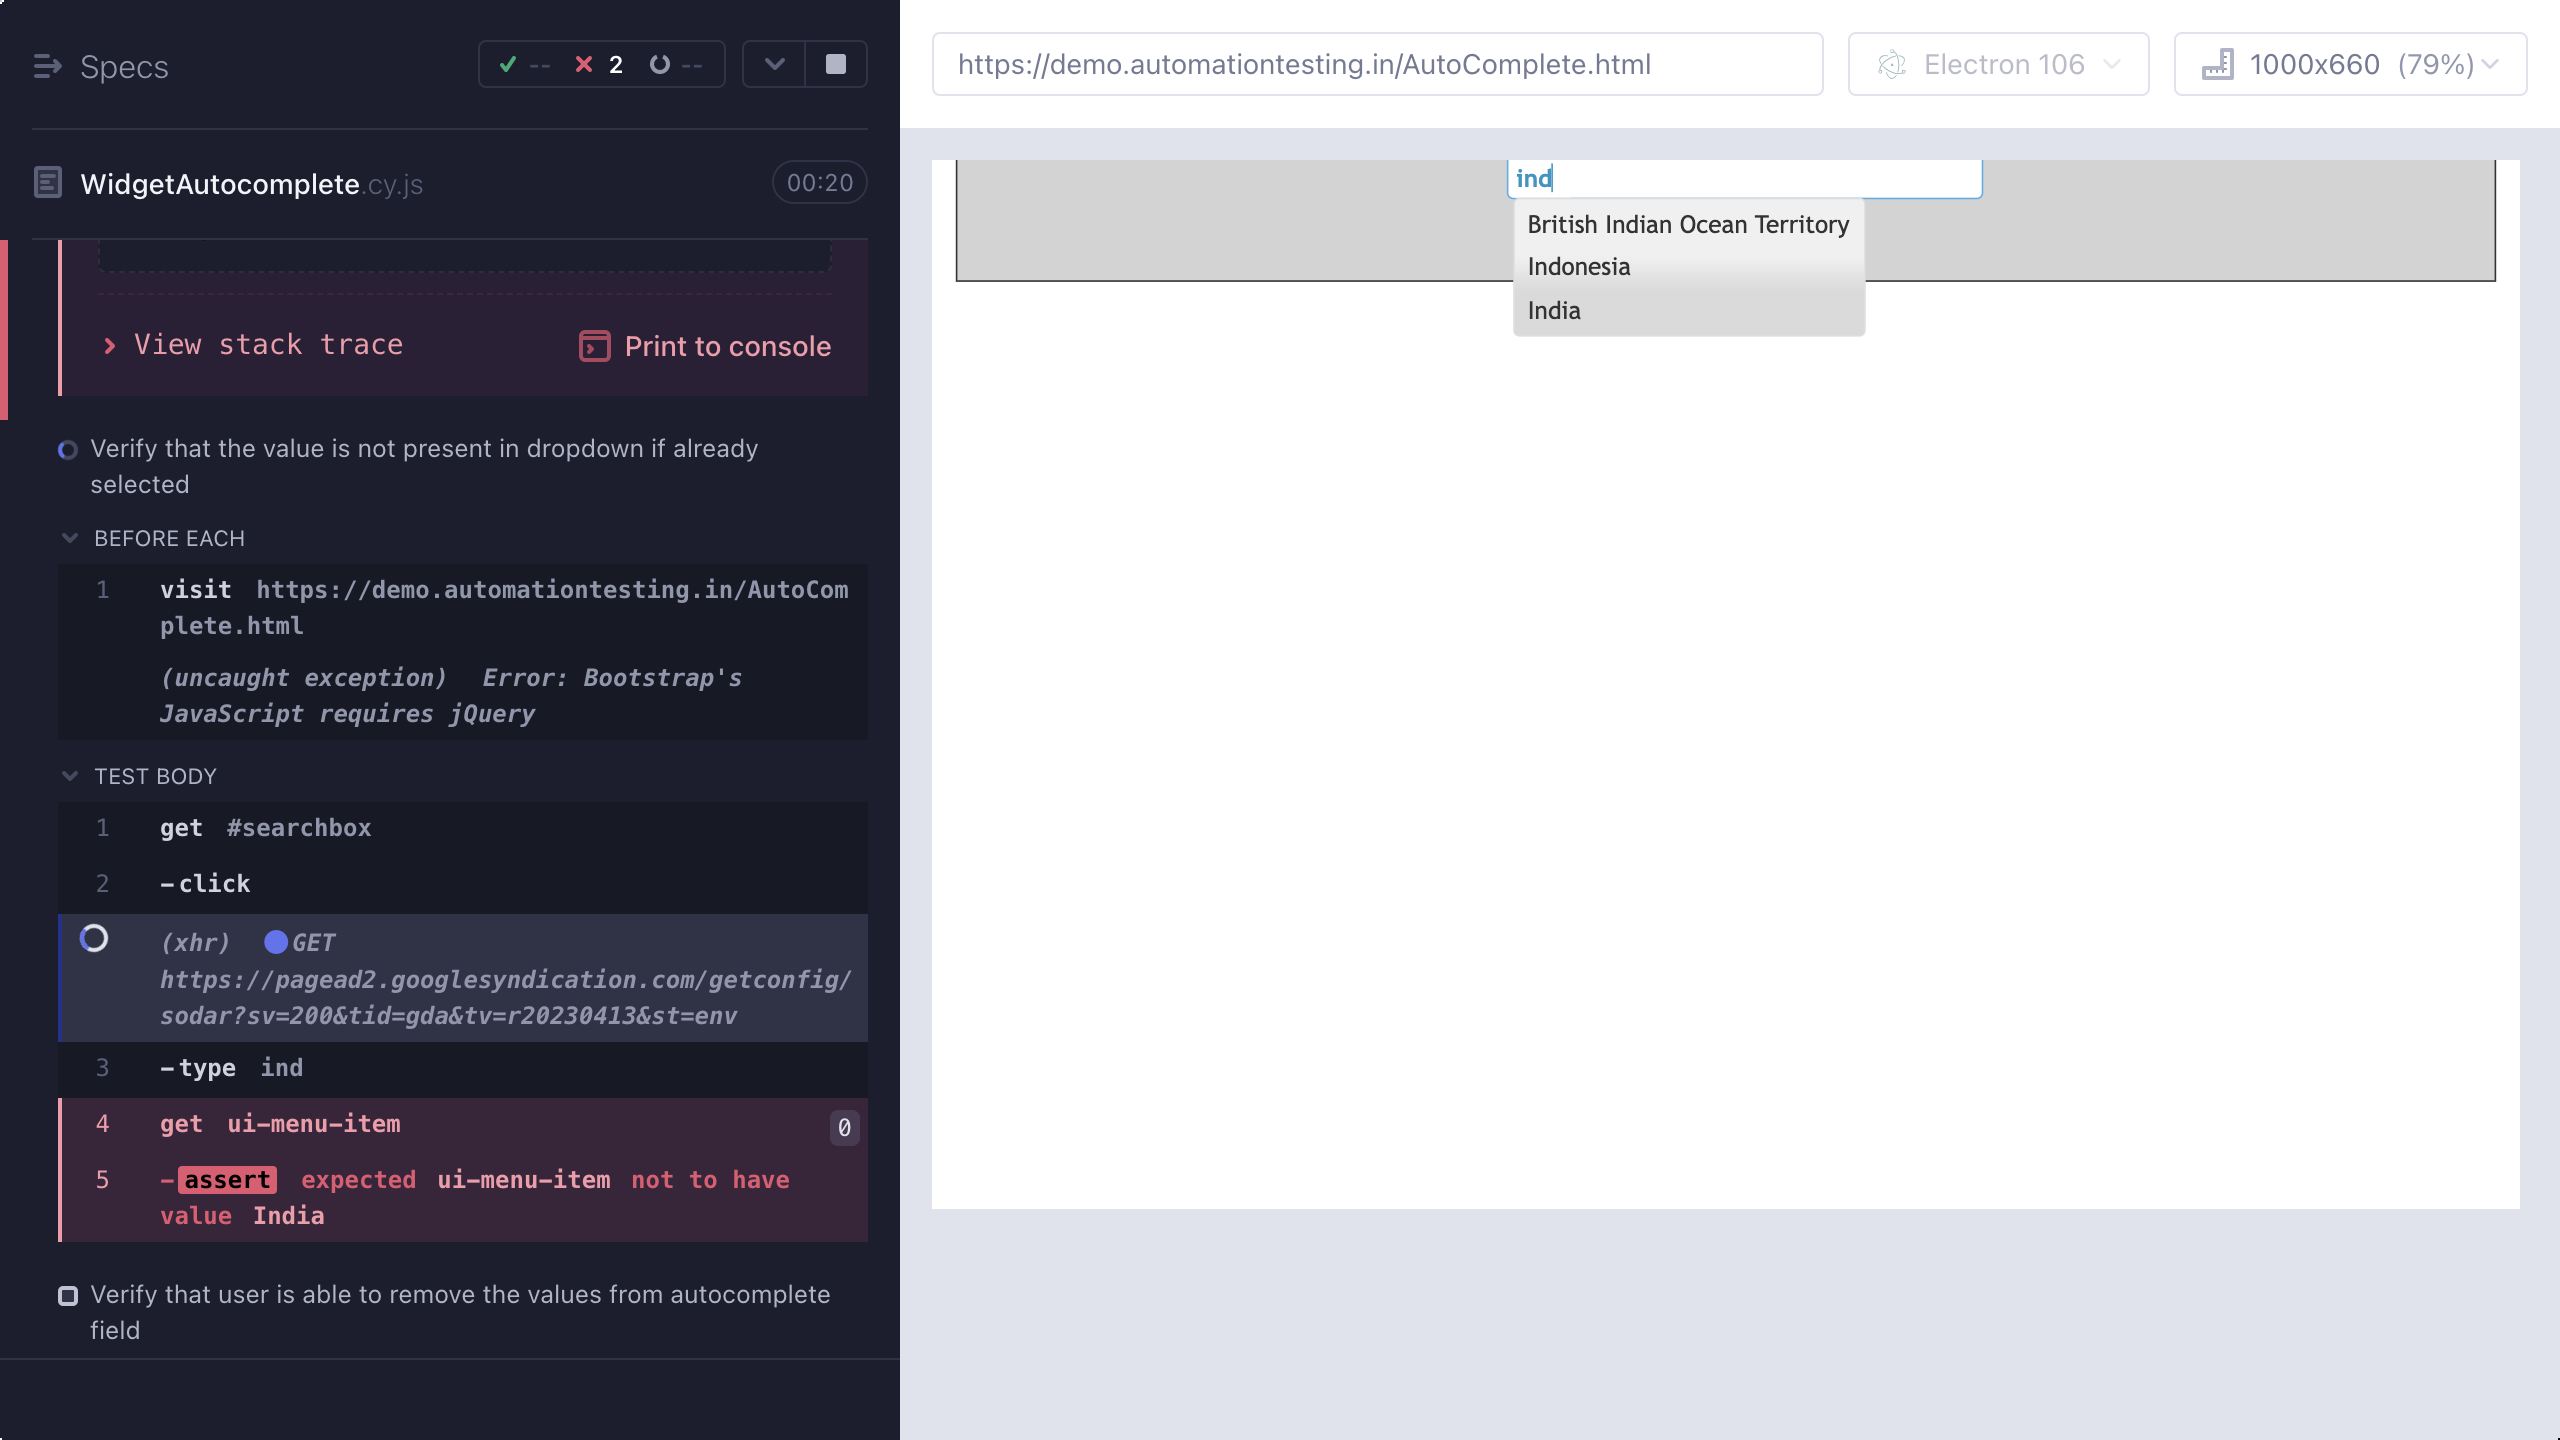 Specs
-- 2 --
WidgetAutocomplete.cy.js
00:20
View stack trace
Print to console
Verify that the value is not present in dropdown if already
selected
BEFORE EACH
1 visit https://demo.automationtesting.in/AutoCom
plete.html
(uncaught exception) Error: Bootstrap's
JavaScript requires jQuery
TEST BODY
1 get #searchbox
2 -click
(xhr) GET
https://pagead2.googlesyndication.com/getconfig/
sodar?sv=200&tid=gda&tv=r20230413&st=env
3 -type ind
4 get ui-menu-item 0
5 -assert expected ui-menu-item not to have
value India
Verify that user is able to remove the values from autocomplete
field
https://demo.automationtesting.in/AutoComplete.html
Electron 106
1000x660 (79%)
ind
British Indian Ocean Territory
Indonesia
India